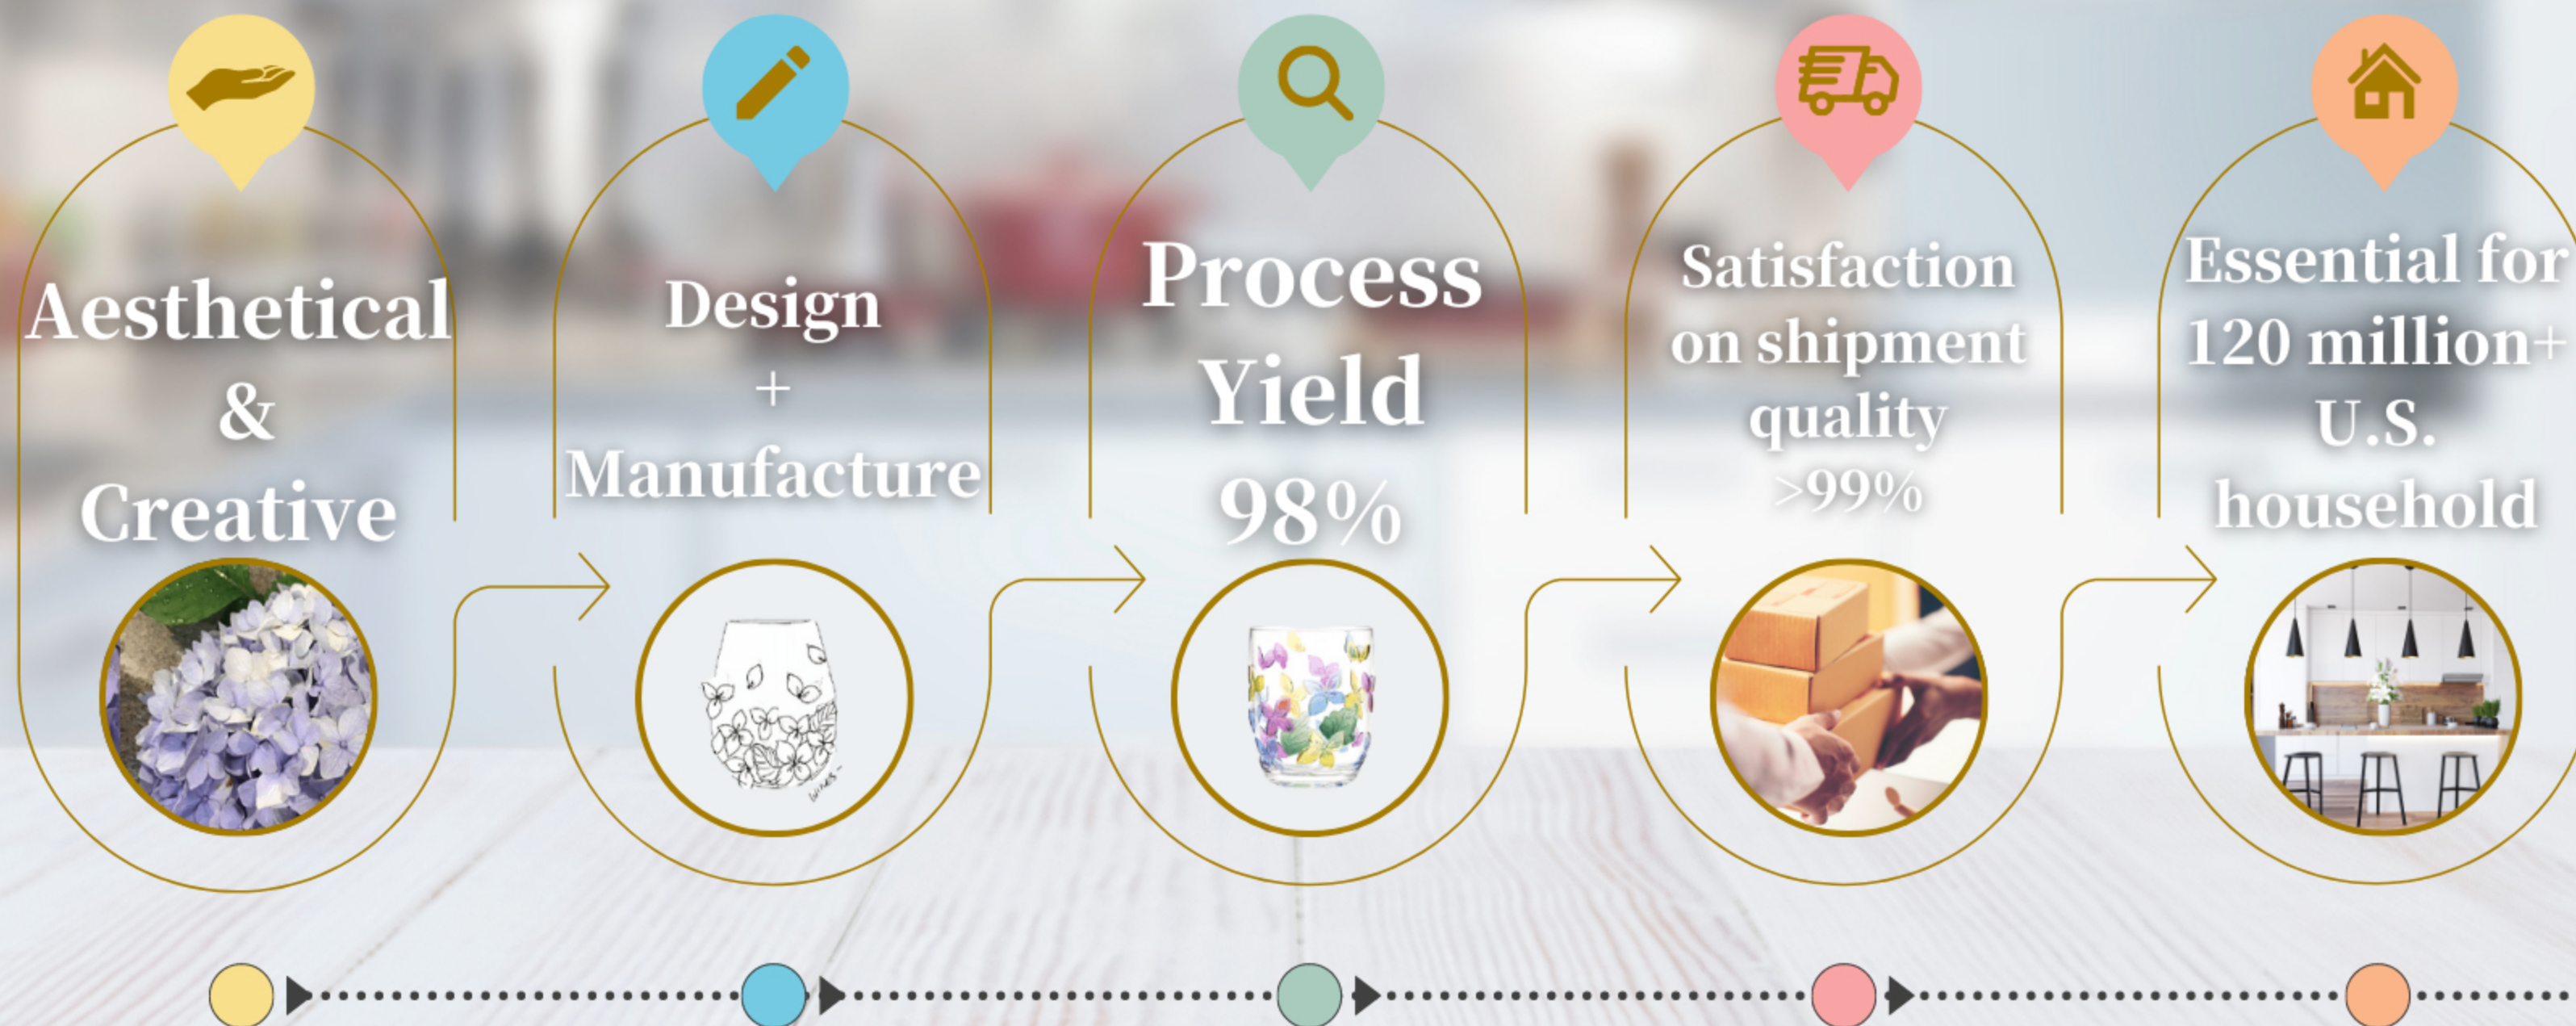 Aesthetical
&
Creative
Design
+
Manufacture
Process
Yield
98%
Satisfaction
on shipment
quality
>99%
Essential for
120 million+
U.S.
household